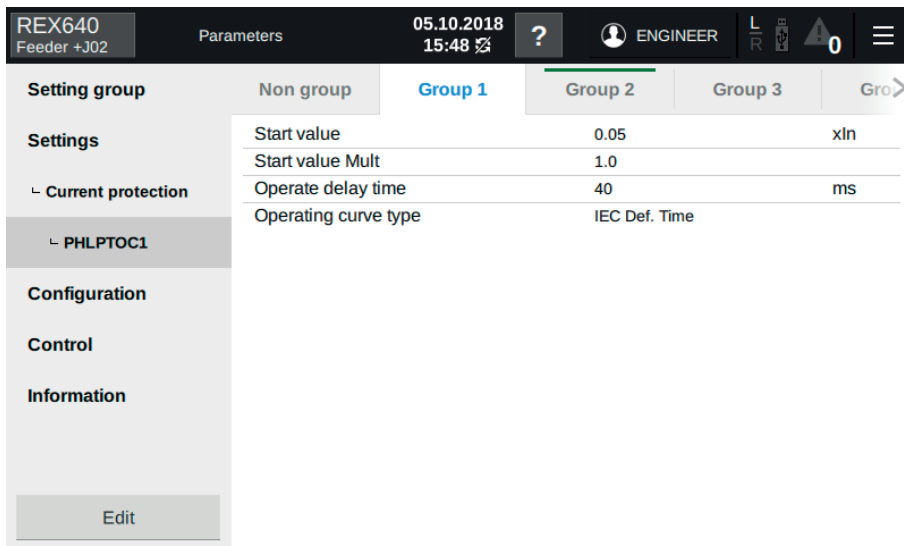 REX640
Feeder +J02
Parameters
05.10.2018
15:48
?
ENGINEER
L
R
0
Setting group
Settings
Current protection
PHLPTOC1
Configuration
Control
Information
Edit
Non group
Group 1
Group 2
Group 3
Gro
Start value 0.05 xIn
Start value Mult 1.0
Operate delay time 40 ms
Operating curve type IEC Def. Time